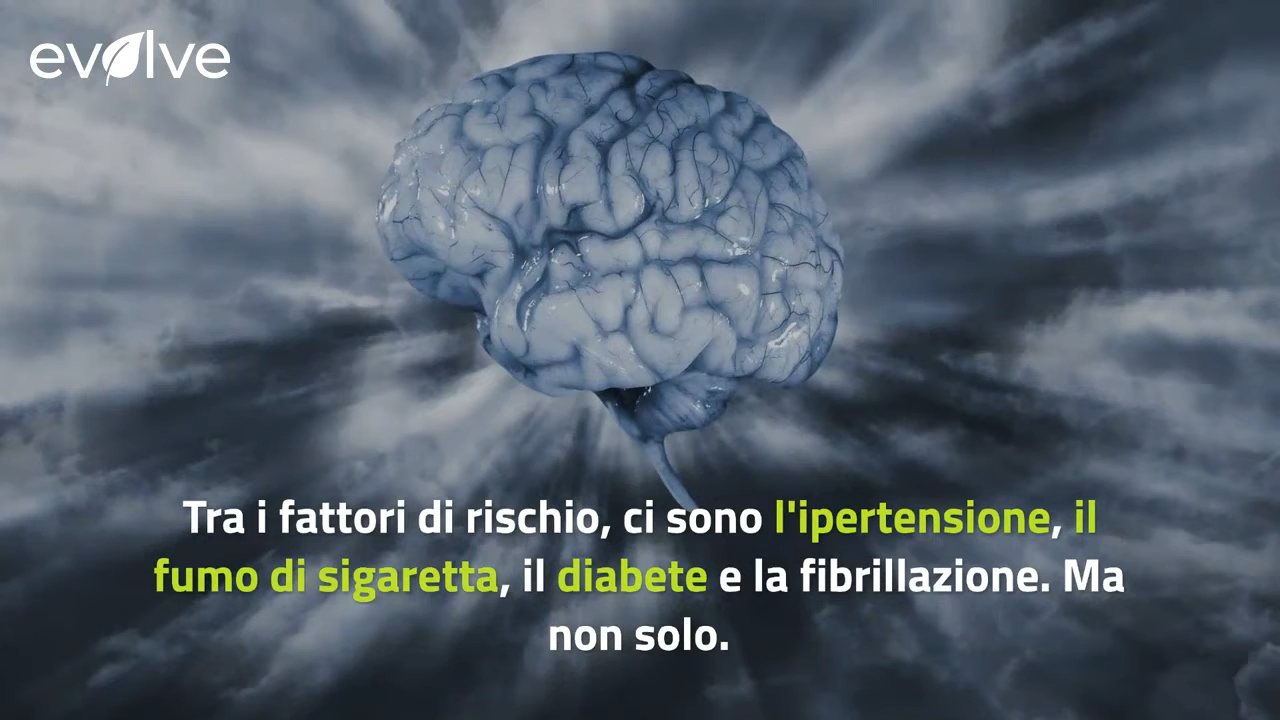 evolve
Tra i fattori di rischio, ci sono l'ipertensione, il
fumo di sigaretta, il diabete e la fibrillazione. Ma
non solo.